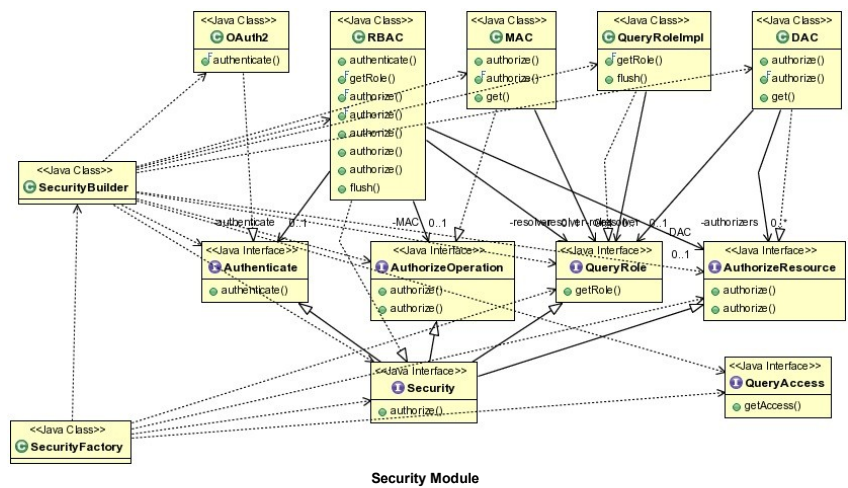 <<Java Class>>
OAuth2
authenticate()
<<Java Class>>
RBAC
authenticate()
getRole()
authorize()
authorize()
authorize()
authorize()
authorize()
flush()
<<Java Class>>
MAC
authorize()
authorize()
get()
<<Java Class>>
QueryRoleImpl
getRole()
flush()
<<Java Class>>
DAC
authorize()
authorize()
get()
<<Java Class>>
SecurityBuilder
-authenticate 0..1
-MAC 0..1
0..1
DAC
0..1
-authorizers 0..*
<<Java Interface>>
Authenticate
authenticate()
<<Java Interface>>
AuthorizeOperation
authorize()
authorize()
<<Java Interface>>
QueryRole
getRole()
<<Java Interface>>
AuthorizeResource
authorize()
authorize()
<<Java Interface>>
Security
authorize()
<<Java Interface>>
QueryAccess
getAccess()
<<Java Class>>
SecurityFactory
Security Module